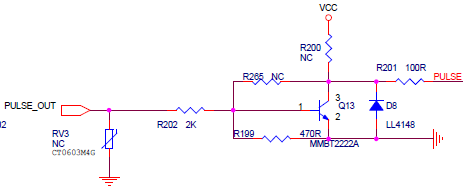 VCC
R200
NC
R201 100R
PULSE
R265 NC
PULSE_OUT
3
1
Q13
2
D8
R202 2K
RV3
NC
CT0603M4G
R199 470R
MMBT2222A
LL4148
02